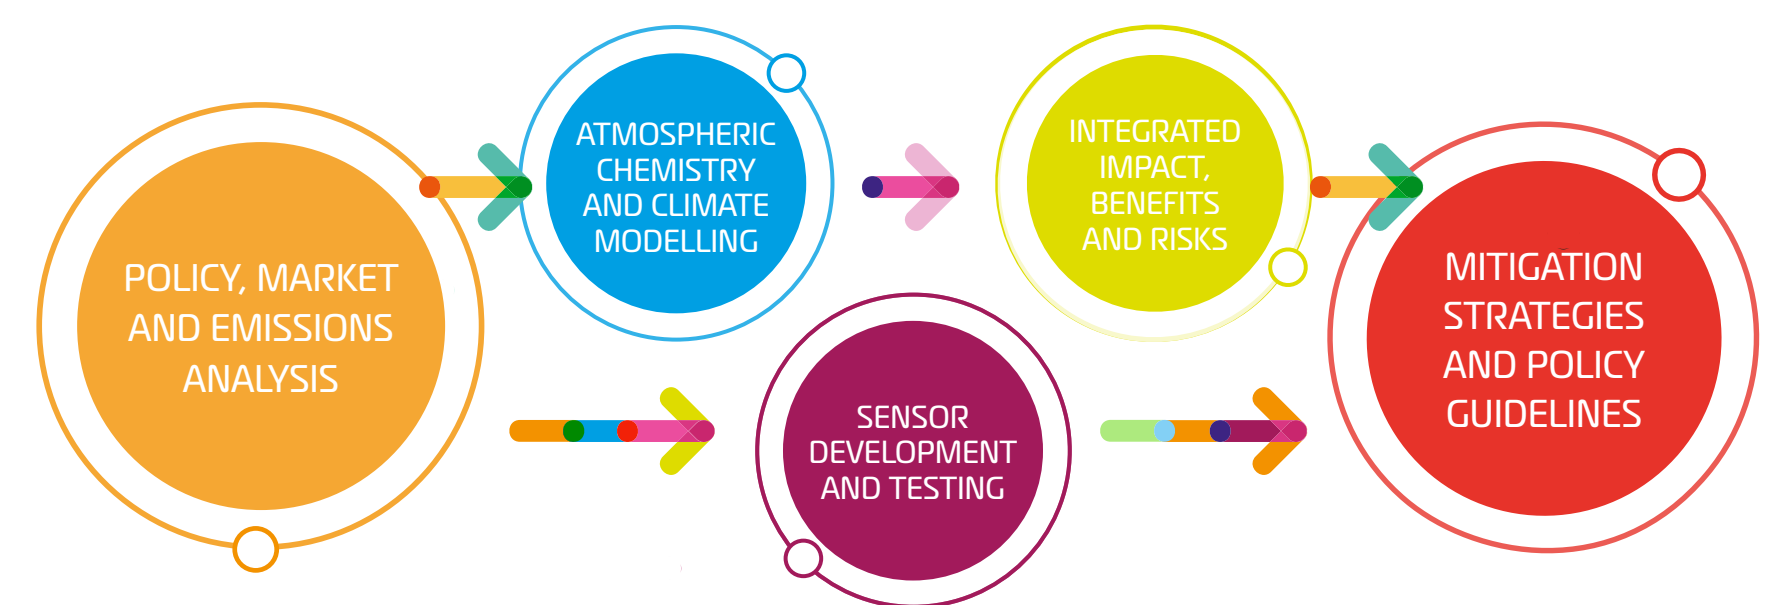 POLICY, MARKET
AND EMISSIONS
ANALYSIS
ATMOSPHERIC
CHEMISTRY
AND CLIMATE
MODELLING
SENSOR
DEVELOPMENT
AND TESTING
INTEGRATED
IMPACT,
BENEFITS
AND RISKS
MITIGATION
STRATEGIES
AND POLICY
GUIDELINES